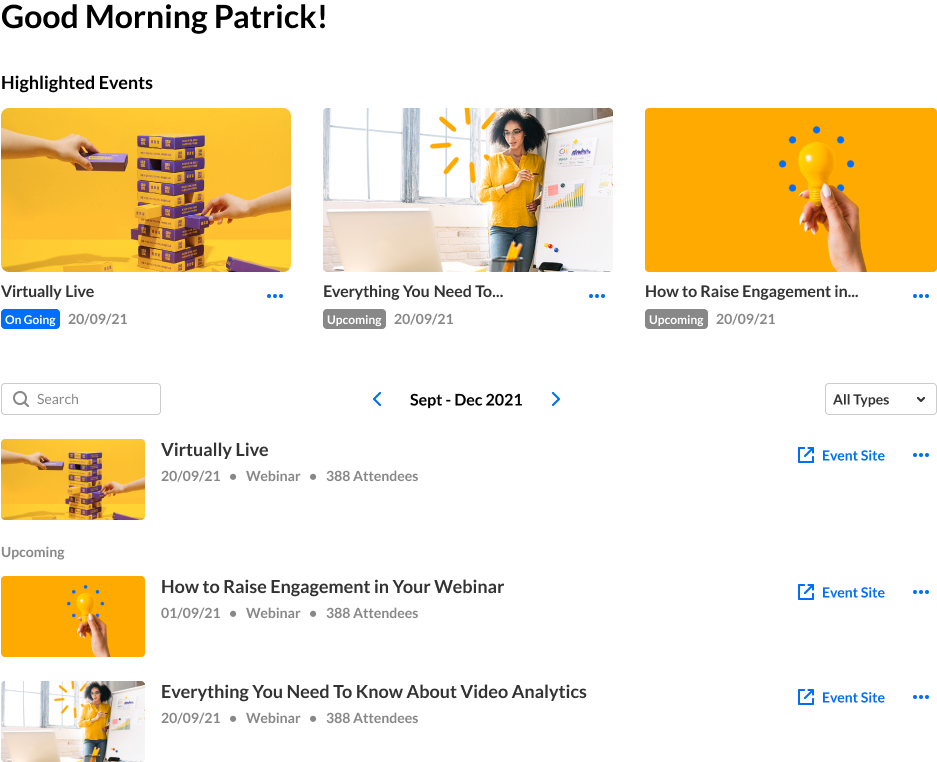 Good Morning Patrick!
Highlighted Events
Virtually Live
On Going 20/09/21
Everything You Need To...
Upcoming 20/09/21
How to Raise Engagement in...
Upcoming 20/09/21
Search
Sept - Dec 2021
All Types
Virtually Live
20/09/21 • Webinar • 388 Attendees
Event Site
Upcoming
How to Raise Engagement in Your Webinar
01/09/21 • Webinar • 388 Attendees
Event Site
Everything You Need To Know About Video Analytics
20/09/21 • Webinar • 388 Attendees
Event Site